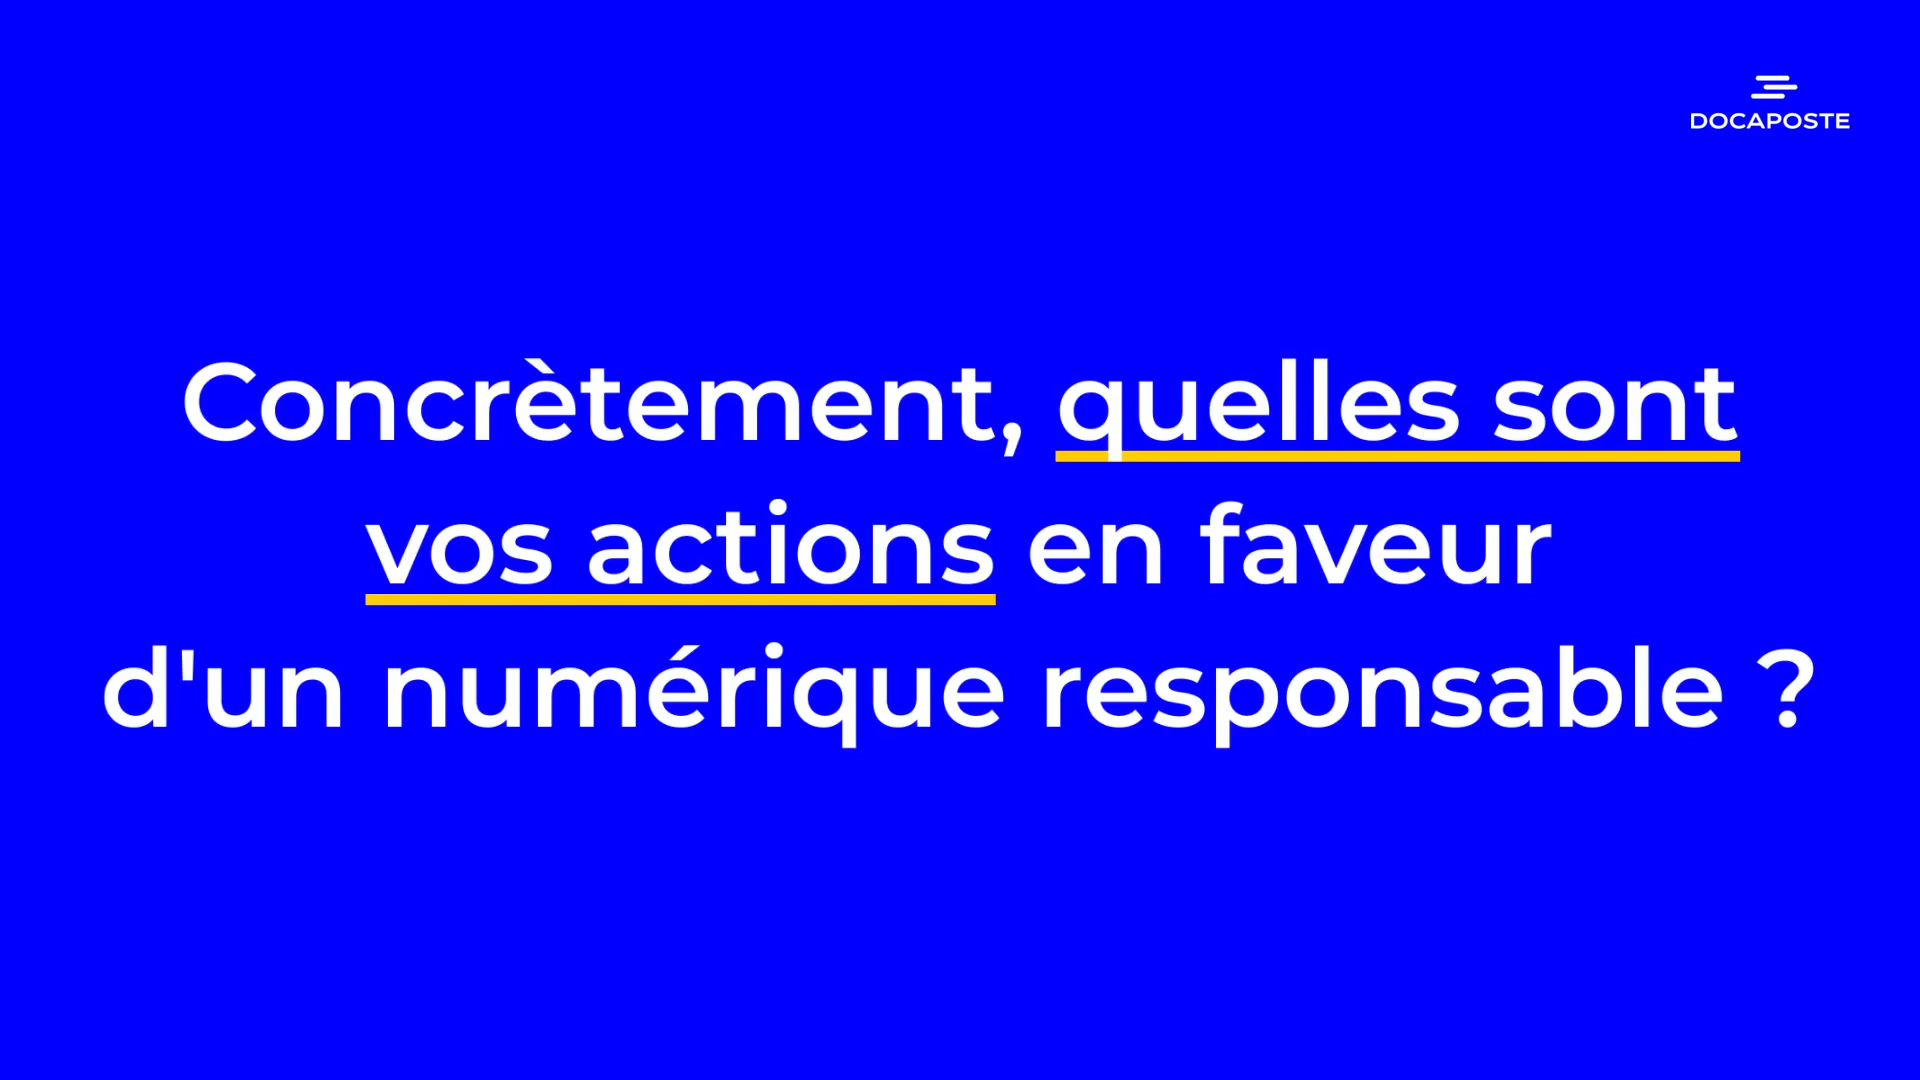 DOCAPOSTE
Concrètement, quelles sont
vos actions en faveur
d'un numérique responsable ?